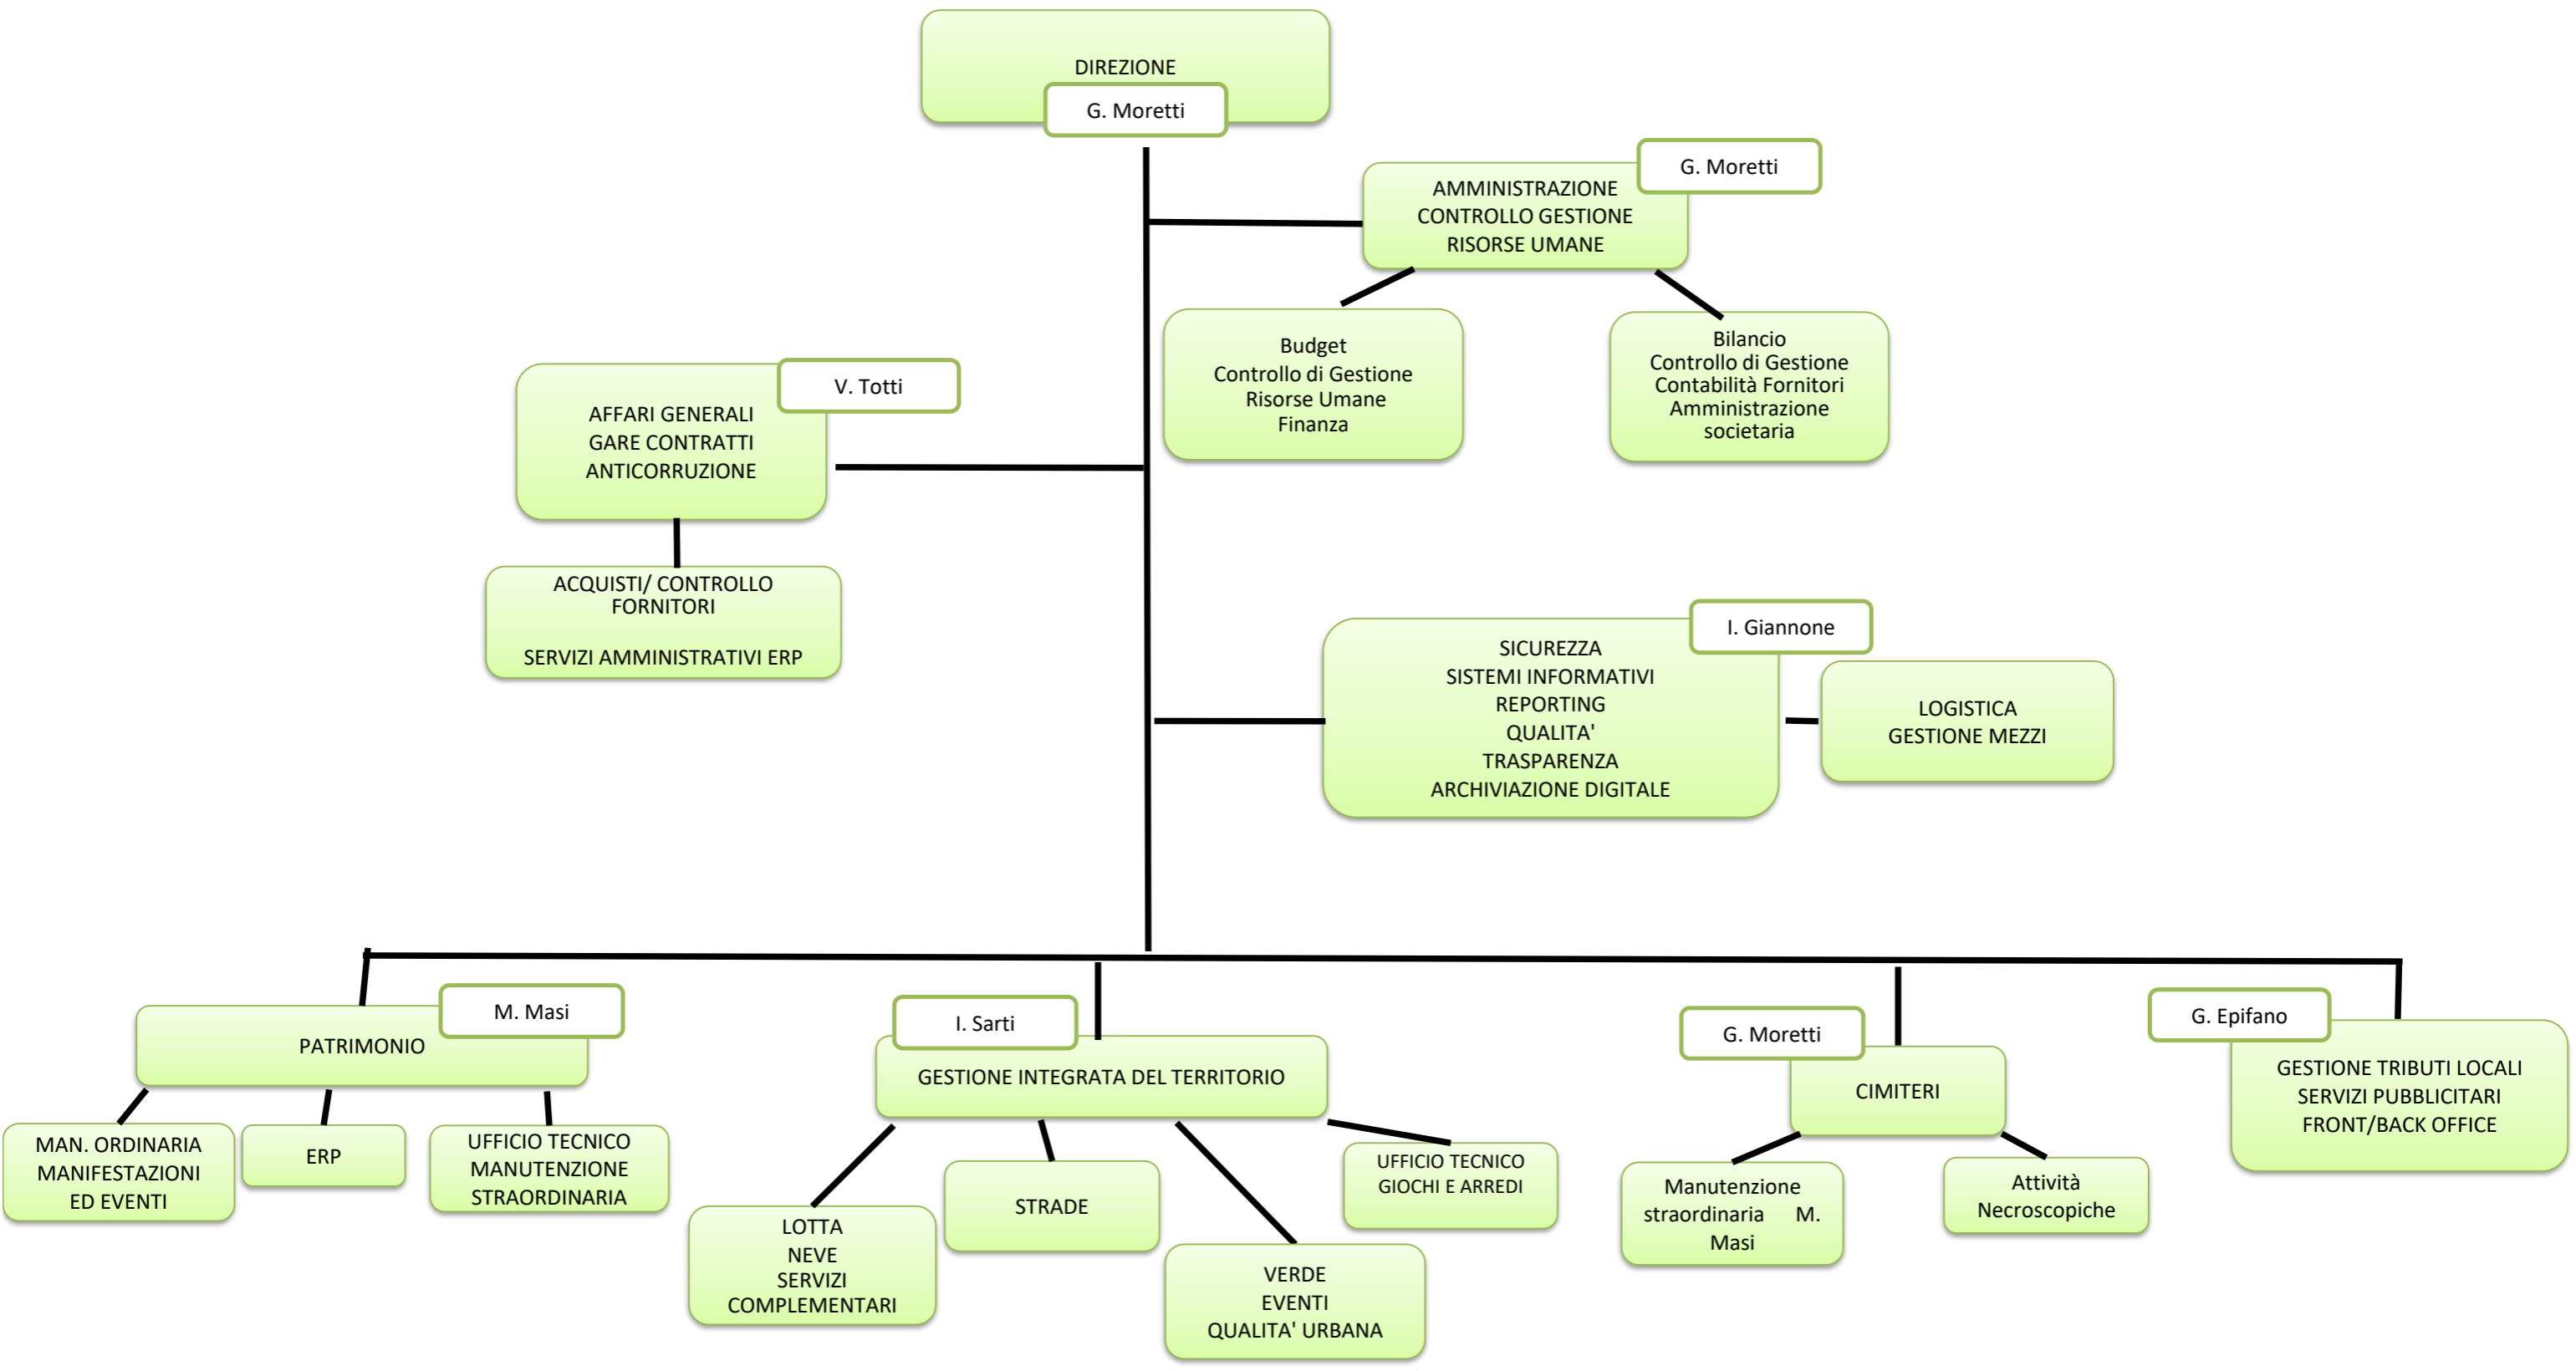 DIREZIONE
G. Moretti
G. Moretti
AMMINISTRAZIONE
CONTROLLO GESTIONE
RISORSE UMANE
Budget
Controllo di Gestione
Risorse Umane
Finanza
Bilancio
Controllo di Gestione
Contabilità Fornitori
Amministrazione
societaria
V. Totti
AFFARI GENERALI
GARE CONTRATTI
ANTICORRUZIONE
ACQUISTI/ CONTROLLO
FORNITORI
SERVIZI AMMINISTRATIVI ERP
I. Giannone
SICUREZZA
SISTEMI INFORMATIVI
REPORTING
QUALITA'
TRASPARENZA
ARCHIVIAZIONE DIGITALE
LOGISTICA
GESTIONE MEZZI
M. Masi
PATRIMONIO
MAN. ORDINARIA
MANIFESTAZIONI
ED EVENTI
ERP
UFFICIO TECNICO
MANUTENZIONE
STRAORDINARIA
I. Sarti
GESTIONE INTEGRATA DEL TERRITORIO
LOTTA
NEVE
SERVIZI
COMPLEMENTARI
STRADE
VERDE
EVENTI
QUALITA' URBANA
UFFICIO TECNICO
GIOCHI E ARREDI
G. Moretti
CIMITERI
Manutenzione
straordinaria M.
Masi
Attività
Necroscopiche
G. Epifano
GESTIONE TRIBUTI LOCALI
SERVIZI PUBBLICITARI
FRONT/BACK OFFICE